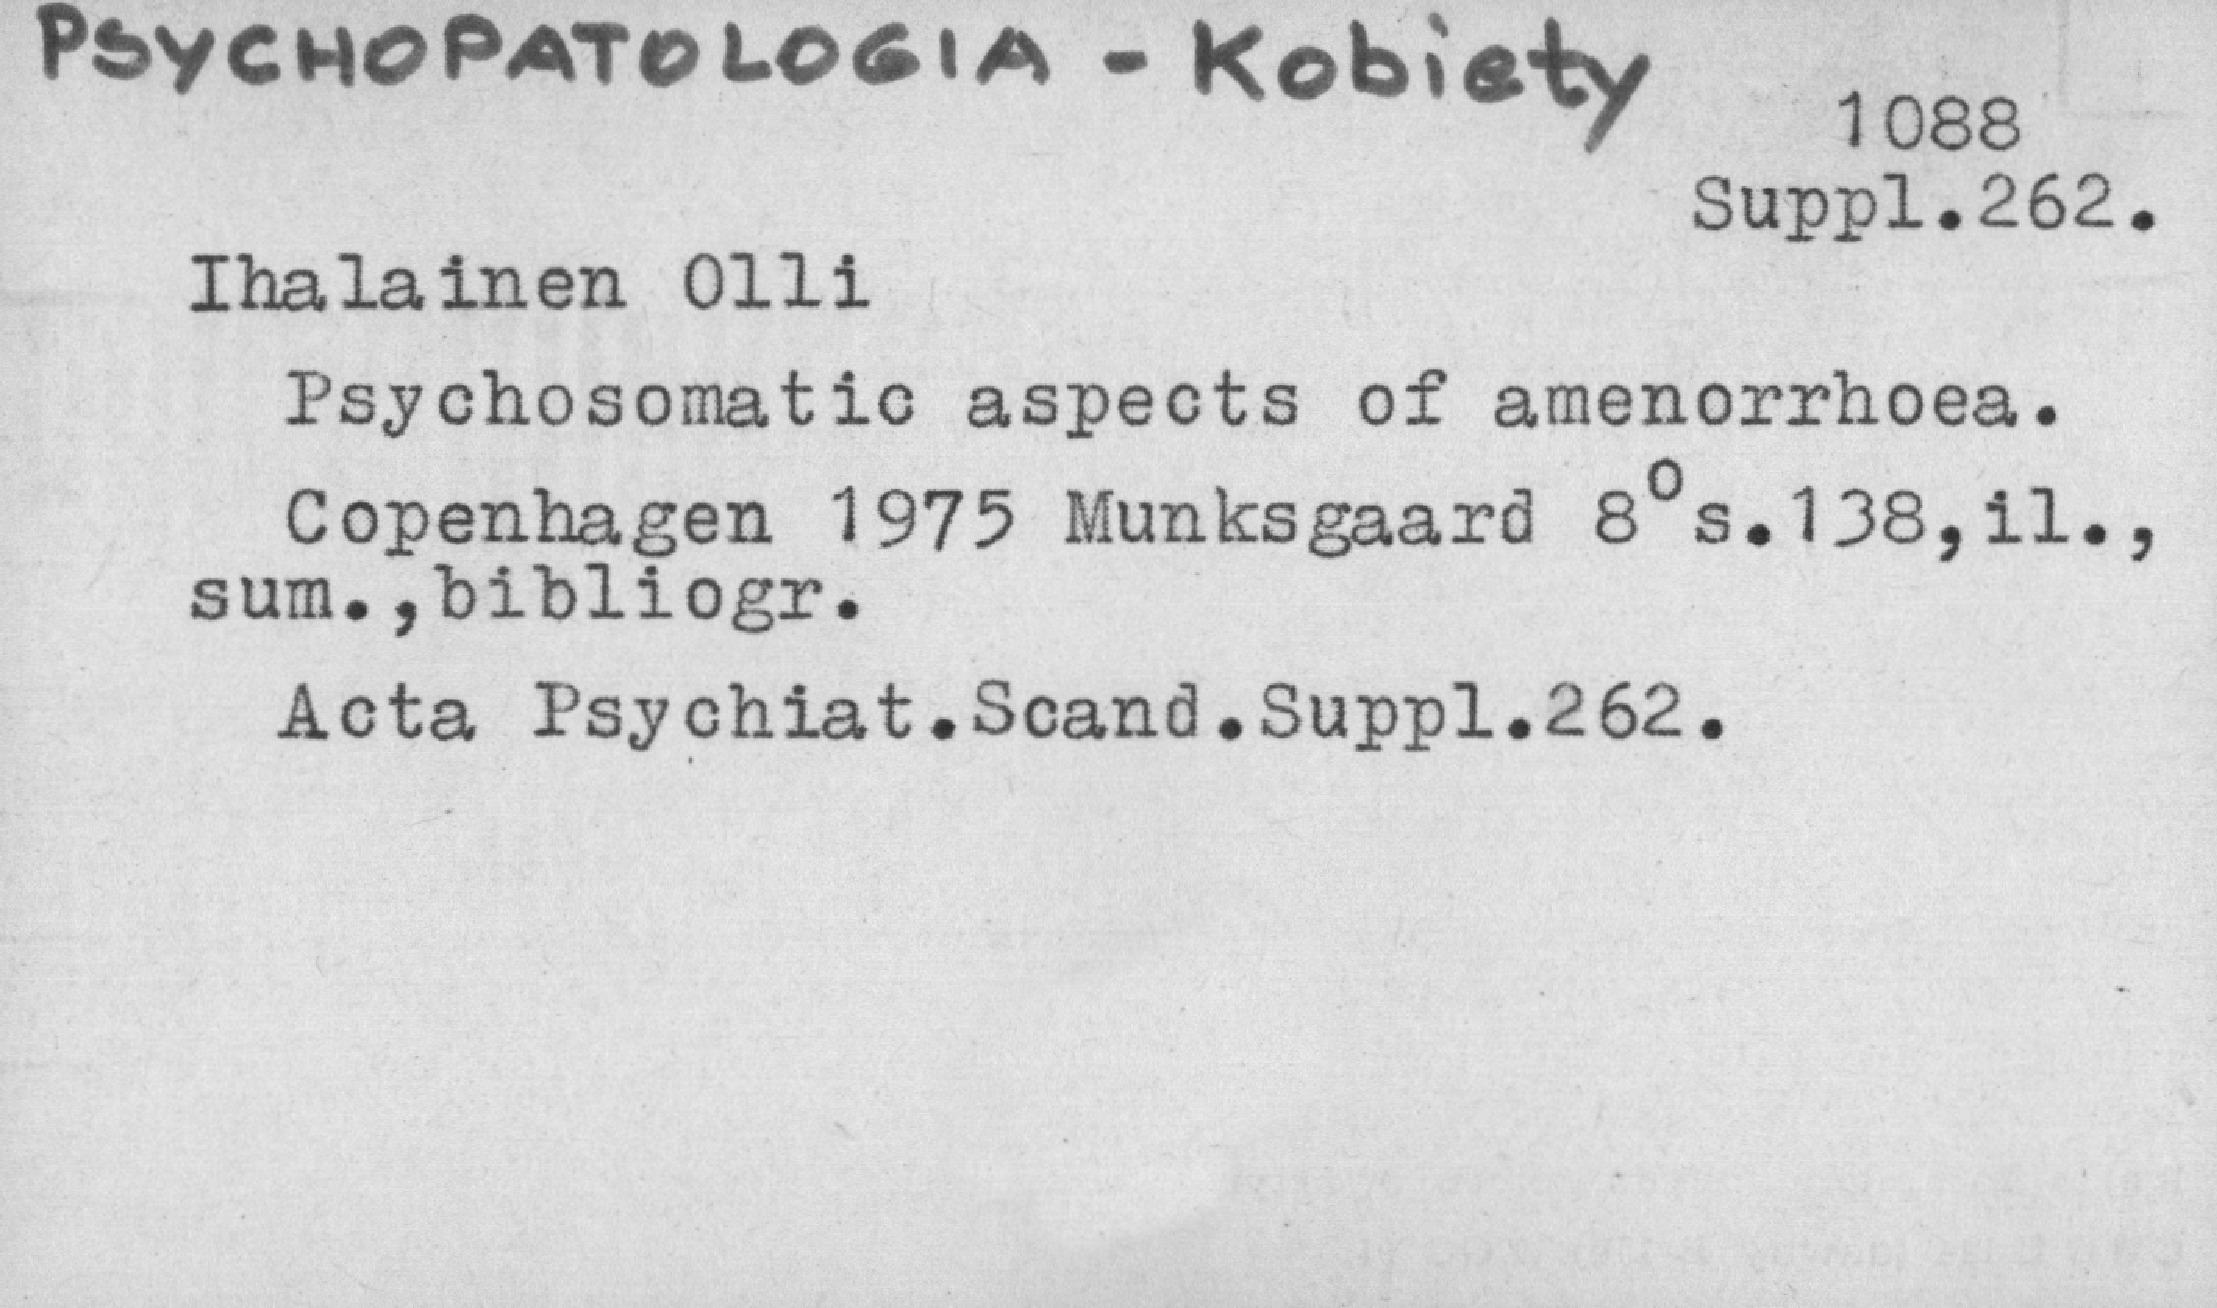 PSYCHOPATOLOGIA - Kobiety
1088
Suppl.262.
Ihalainen Olli
Psychosomatic aspects of amenorrhoea.
Copenhagen 1975 Munksgaard 8°s.138,il.,
sum.,bibliogr.
Acta Psychiat.Scand.Suppl.262.